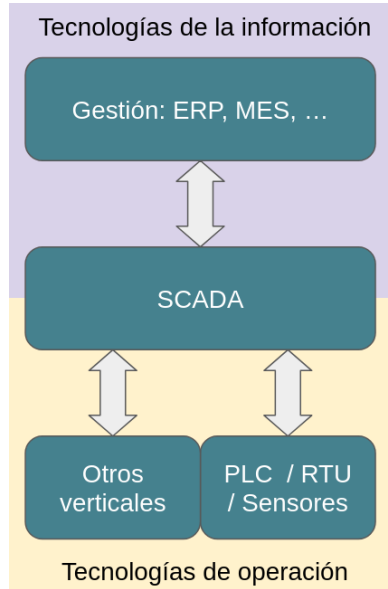 Tecnologías de la información
Gestión: ERP, MES, …
SCADA
Otros
verticales
PLC / RTU
/ Sensores
Tecnologías de operación